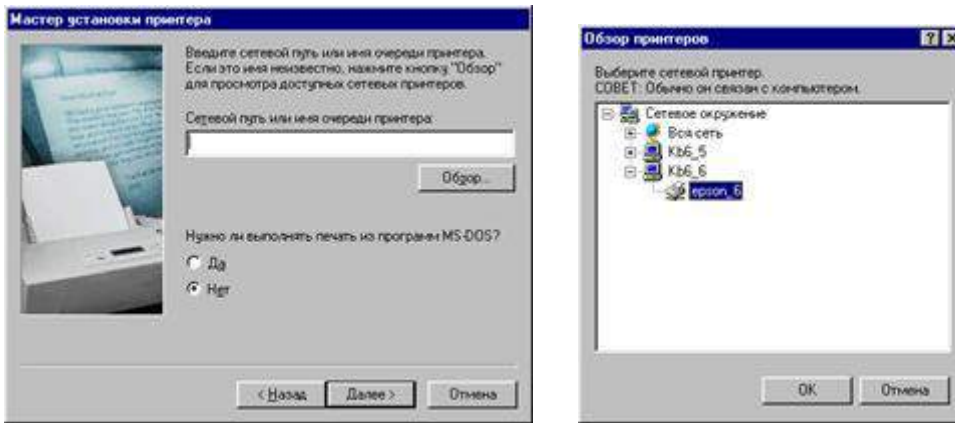 Мастер установки принтера
Введите сетевой путь или имя очереди принтера.
Если это имя неизвестно, нажмите кнопку "Обзор"
для просмотра доступных сетевых принтеров.
Сетевой путь или имя очереди принтера:
Обзор...
Нужно ли выполнять печать из программ MS-DOS?
Да
Нет
< Назад
Далее >
Отмена
Обзор принтеров
Выберите сетевой принтер.
СОВЕТ: Обычно он связан с компьютером.
Сетевое окружение
Вся сеть
Kb6_5
Kb6_6
epson_6
OK
Отмена